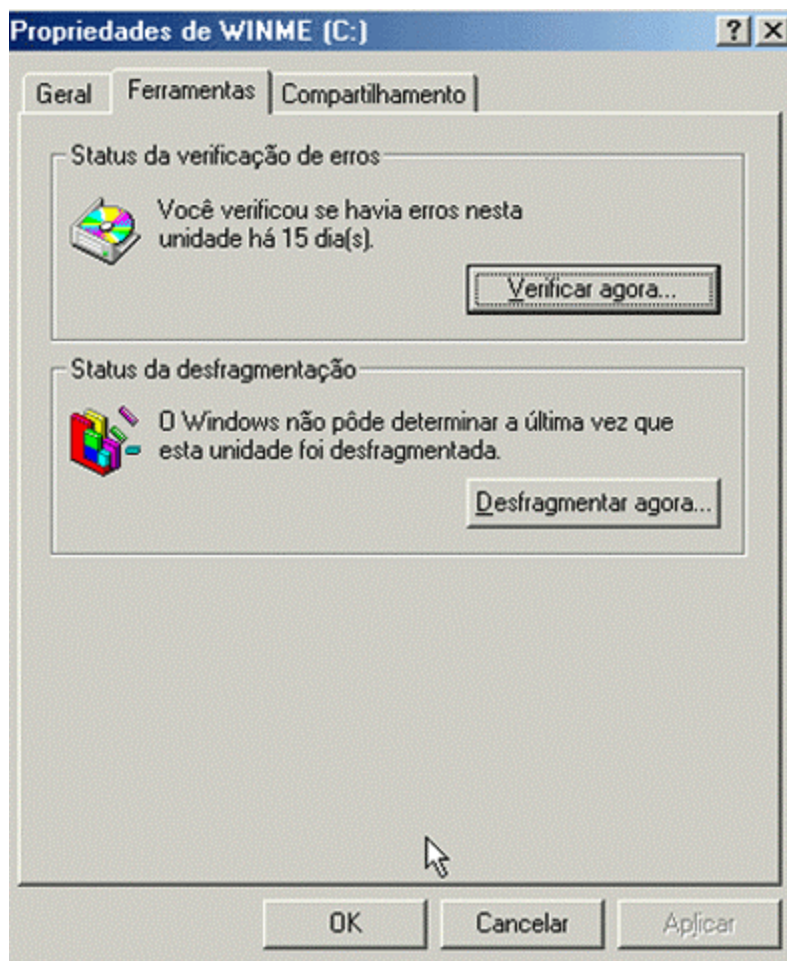 Propriedades de WINME (C:)
Geral Ferramentas Compartilhamento
Status da verificação de erros
Você verificou se havia erros nesta
unidade há 15 dia(s).
Verificar agora...
Status da desfragmentação
O Windows não pôde determinar a última vez que
esta unidade foi desfragmentada.
Desfragmentar agora...
OK Cancelar Aplicar